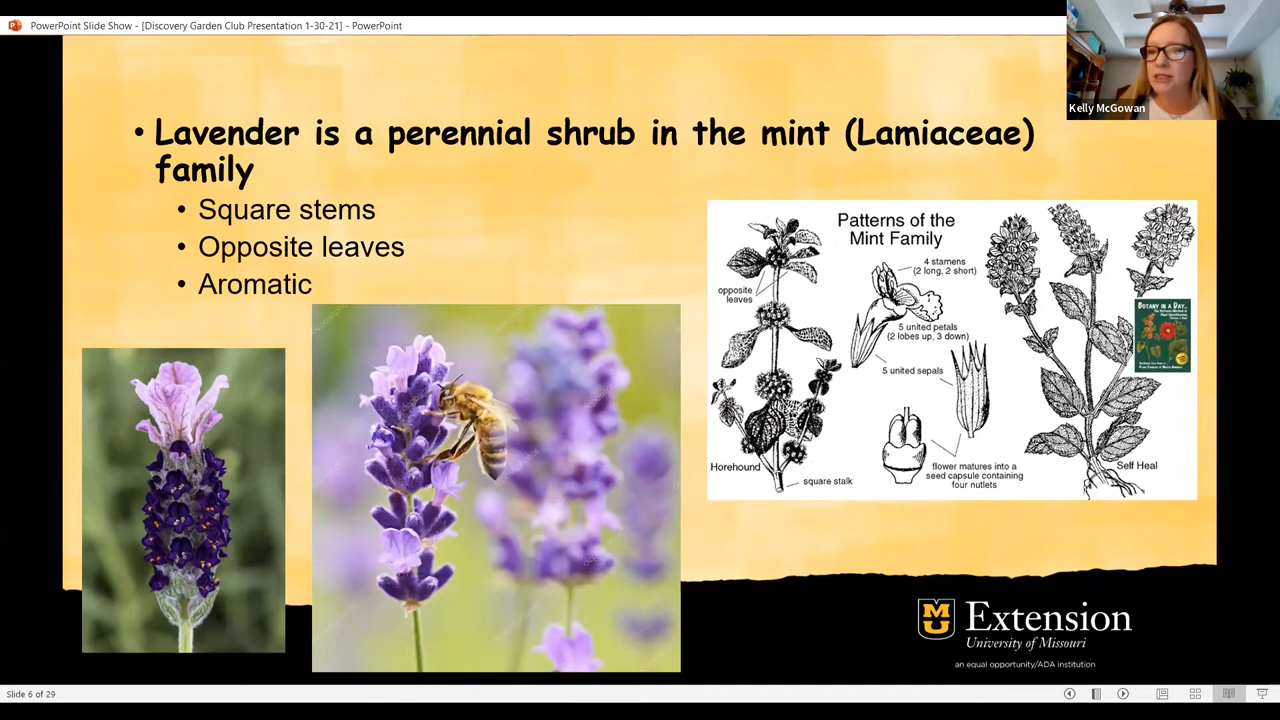 PowerPoint Slide Show - [Discovery Garden Club Presentation 1-30-21] - PowerPoint
Kelly McGowan
• Lavender is a perennial shrub in the mint (Lamiaceae)
family
• Square stems
• Opposite leaves
• Aromatic
Patterns of the
Mint Family
4 stamens
(2 long, 2 short)
opposite
leaves
5 united petals
(2 lobes up, 3 down)
5 united sepals
BOTANY IN A DAY
Horehound
square stalk
flower matures into a
seed capsule containing
four nutlets
Self Heal
MU Extension
University of Missouri
an equal opportunity/ADA institution
Slide 6 of 29